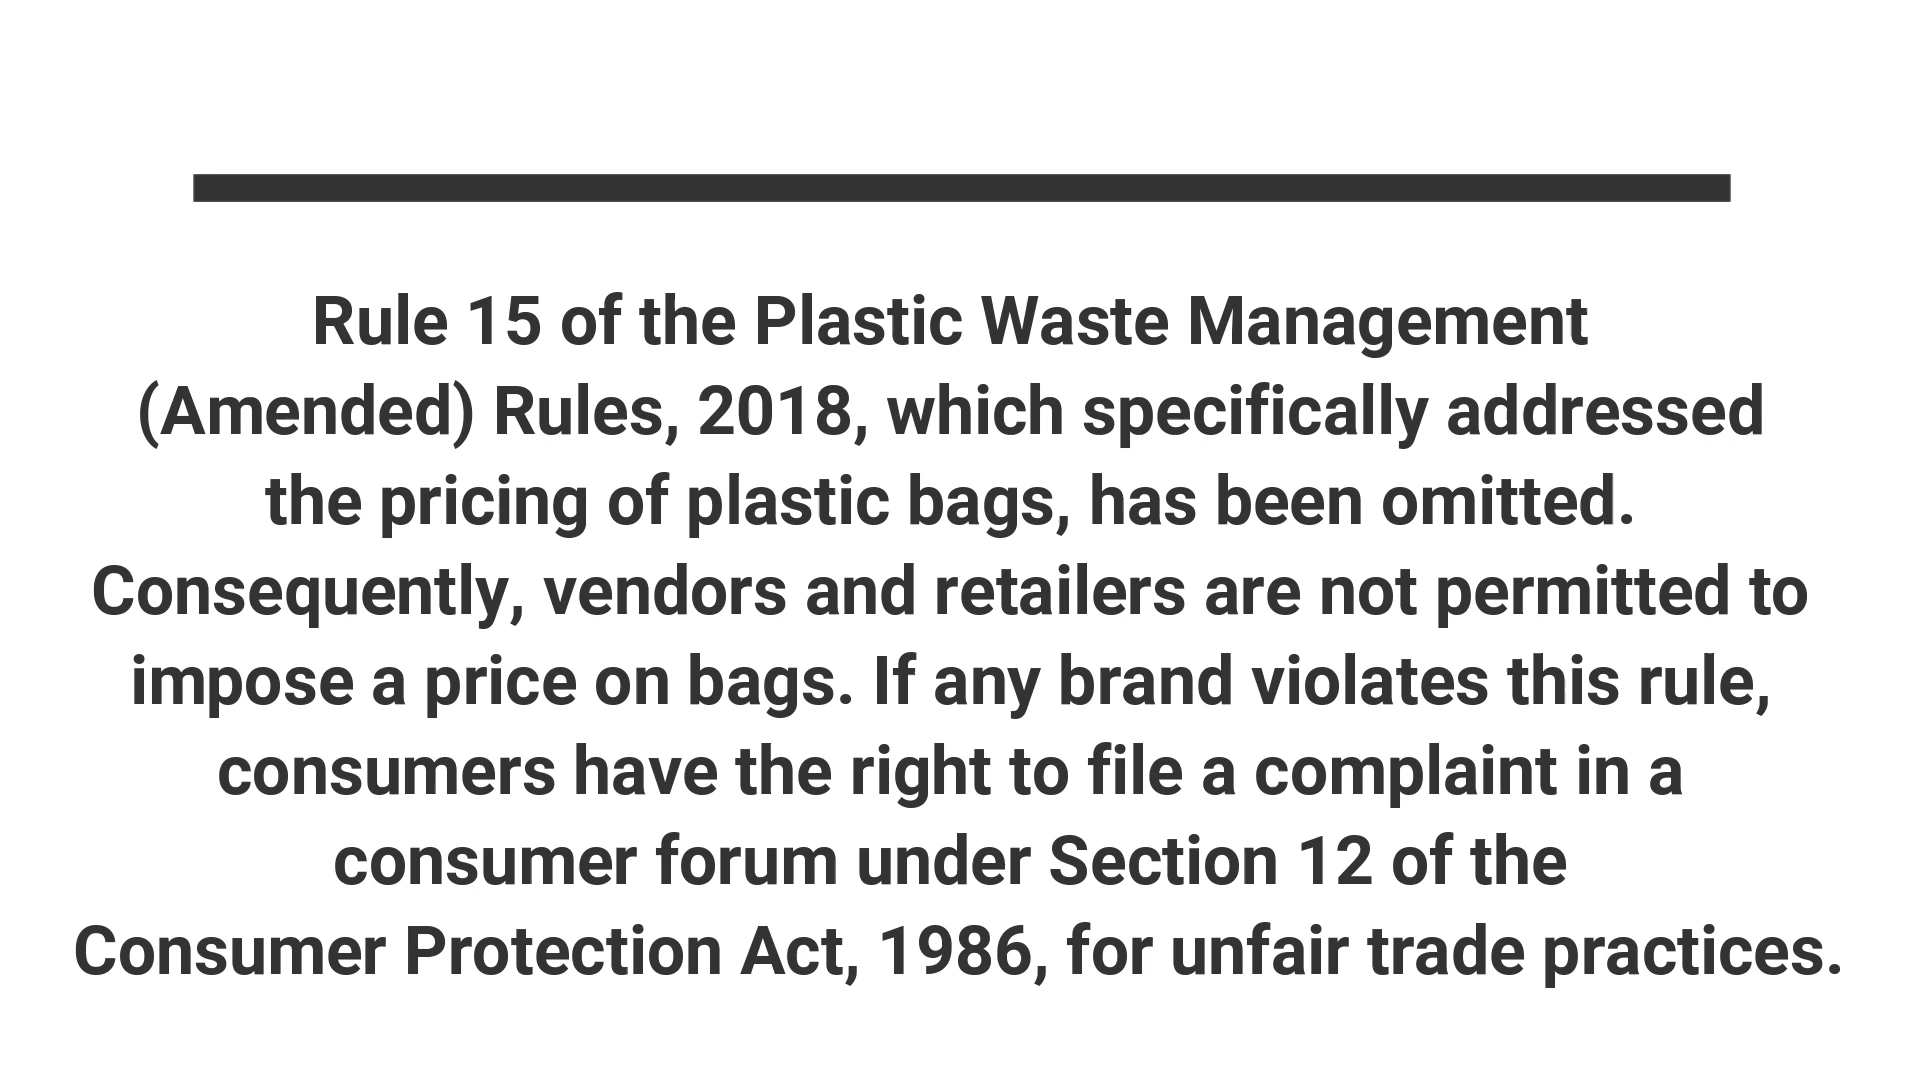 Rule 15 of the Plastic Waste Management
(Amended) Rules, 2018, which specifically addressed
the pricing of plastic bags, has been omitted.
Consequently, vendors and retailers are not permitted to
impose a price on bags. If any brand violates this rule,
consumers have the right to file a complaint in a
consumer forum under Section 12 of the
Consumer Protection Act, 1986, for unfair trade practices.